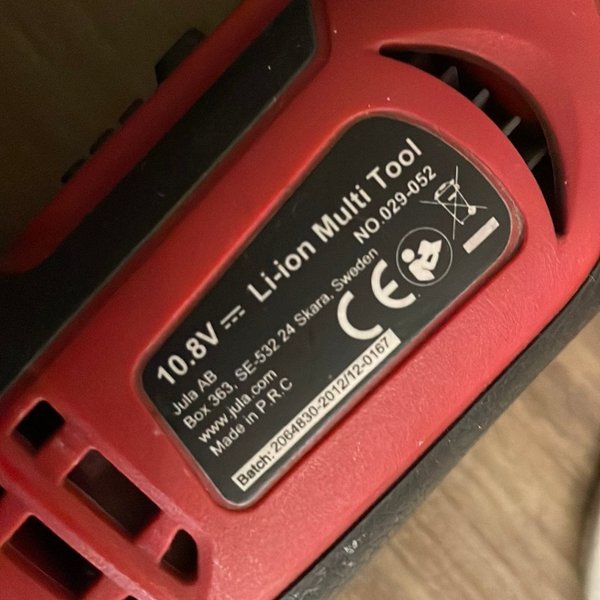 10.8V ⎓ Li-ion Multi Tool
NO.029-052
Jula AB
Box 363, SE-532 24 Skara, Sweden
www.jula.com
Made in P.R.C
CE
Batch: 2064830-2012/12-0167